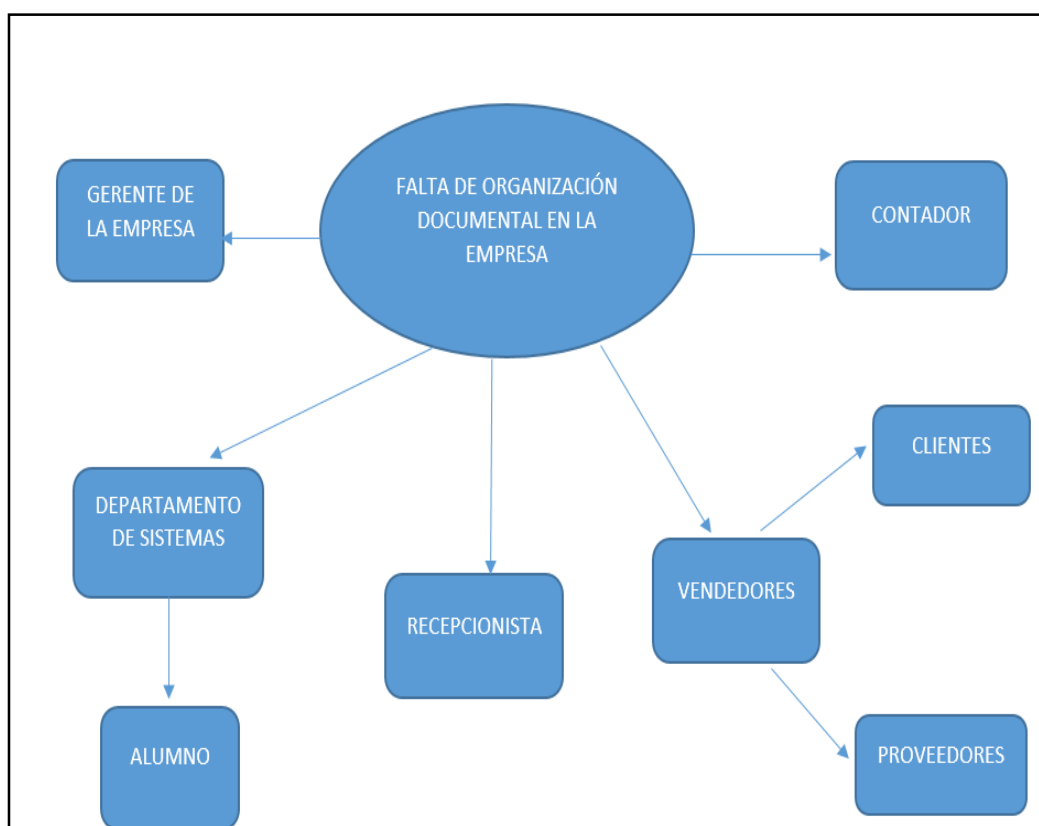 GERENTE DE
LA EMPRESA
FALTA DE ORGANIZACIÓN
DOCUMENTAL EN LA
EMPRESA
CONTADOR
CLIENTES
DEPARTAMENTO
DE SISTEMAS
VENDEDORES
RECEPCIONISTA
ALUMNO
PROVEEDORES